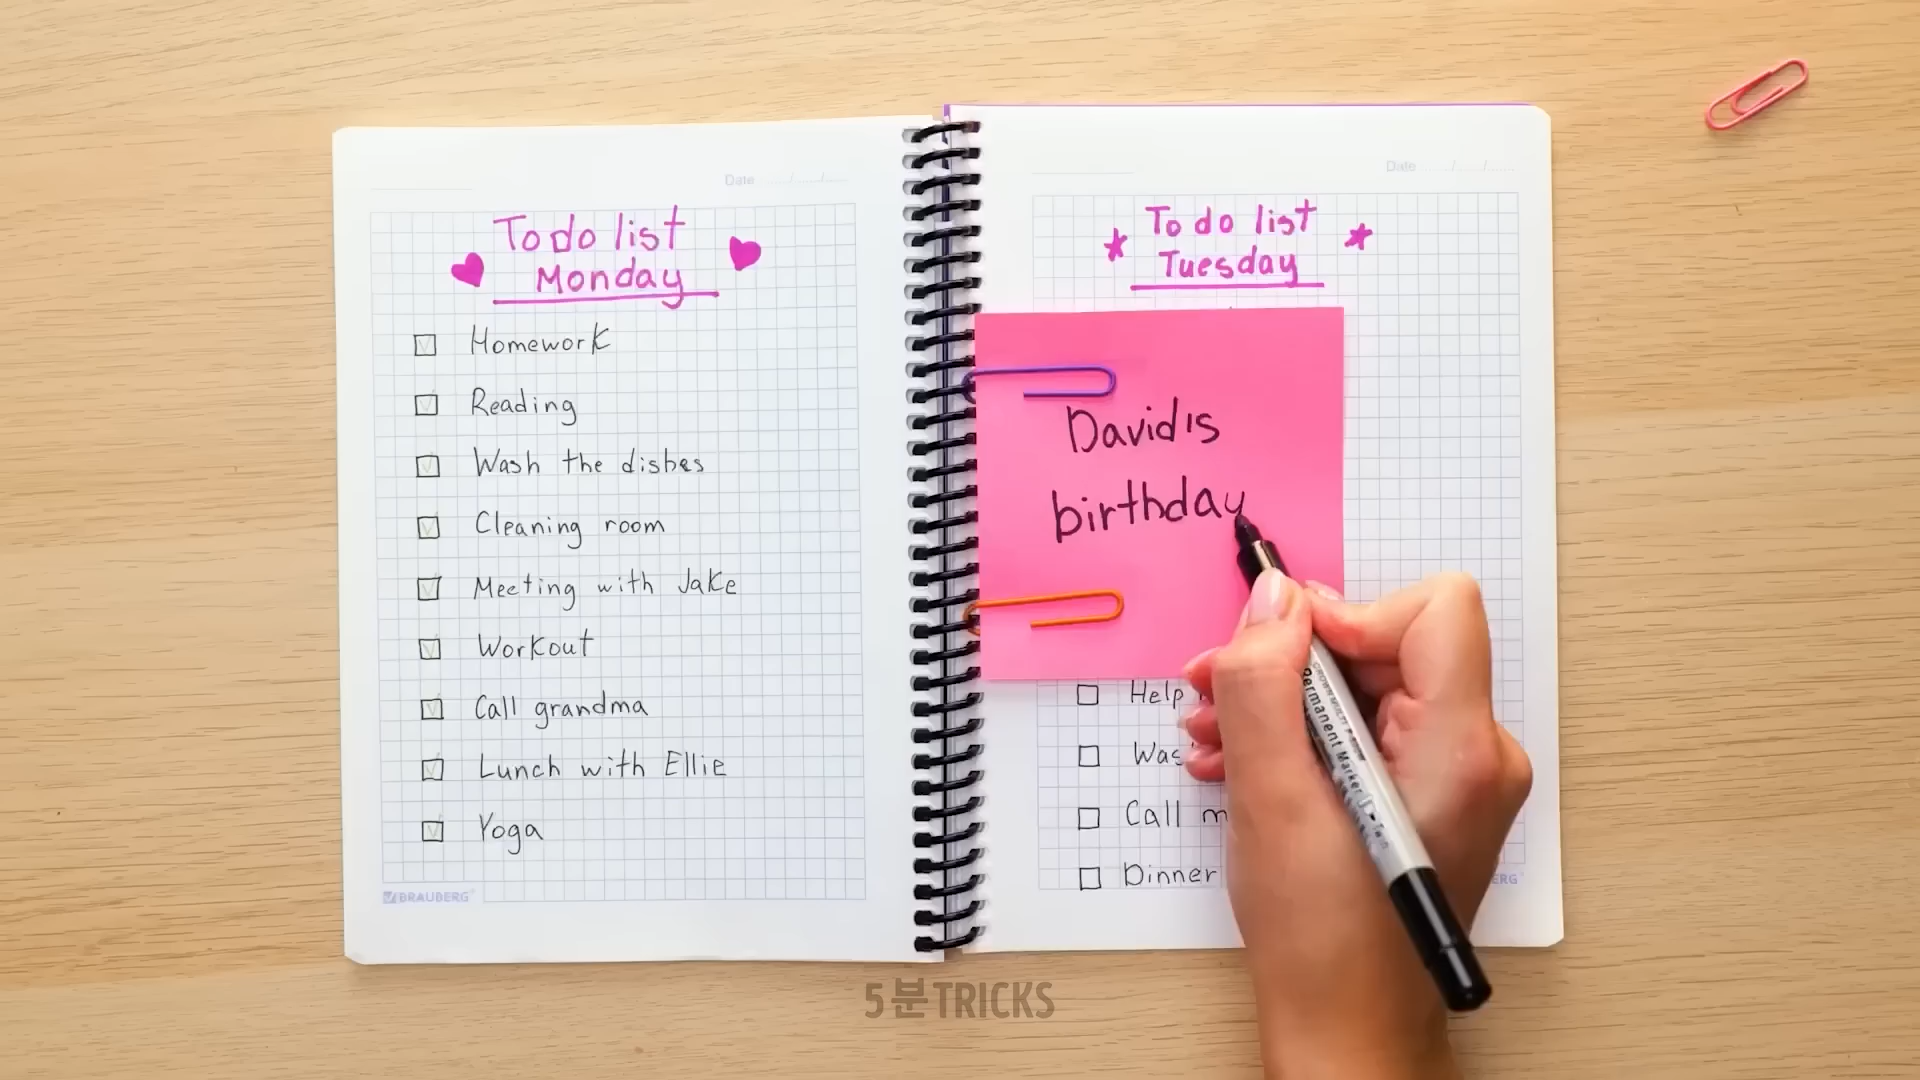 Date ...../...../.....
To do list
Monday
Homework
Reading
Wash the dishes
Cleaning room
Meeting with Jake
Workout
Call grandma
Lunch with Ellie
Yoga
BRAUBERG
Date ...../...../.....
To do list
Tuesday
David's
birthday
Help
Call
Dinner
Permanent Marker
Twin
5분TRICKS